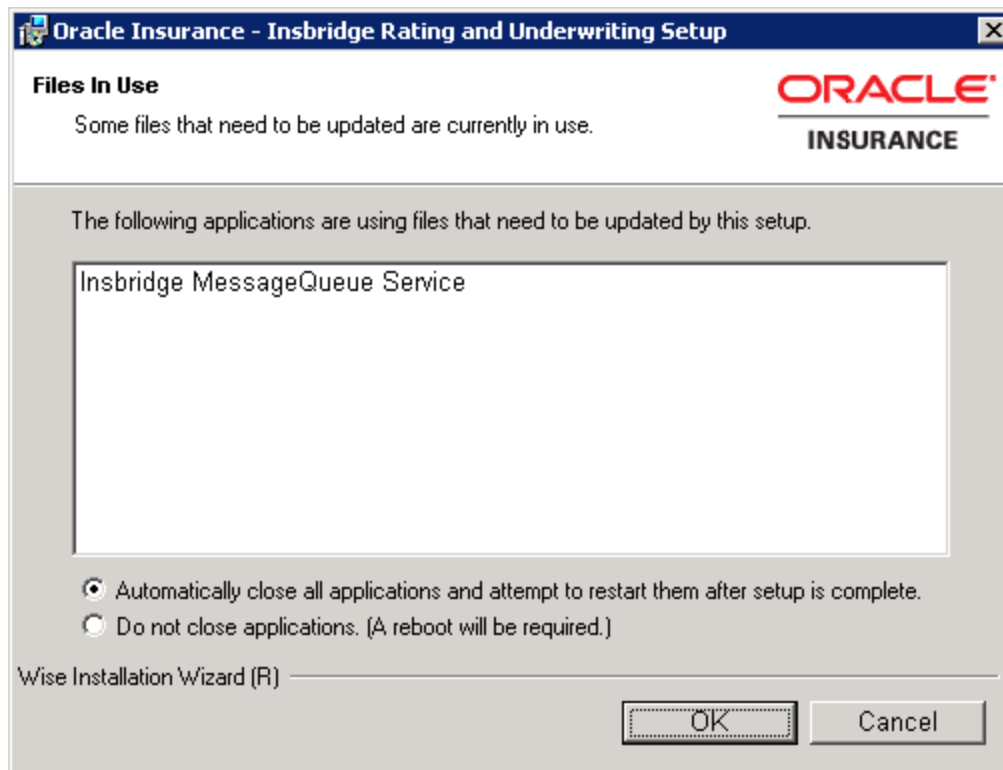 Oracle Insurance - Insbridge Rating and Underwriting Setup
Files In Use
Some files that need to be updated are currently in use.
ORACLE
INSURANCE
The following applications are using files that need to be updated by this setup.
Insbridge MessageQueue Service
Automatically close all applications and attempt to restart them after setup is complete.
Do not close applications. (A reboot will be required.)
Wise Installation Wizard (R)
OK Cancel